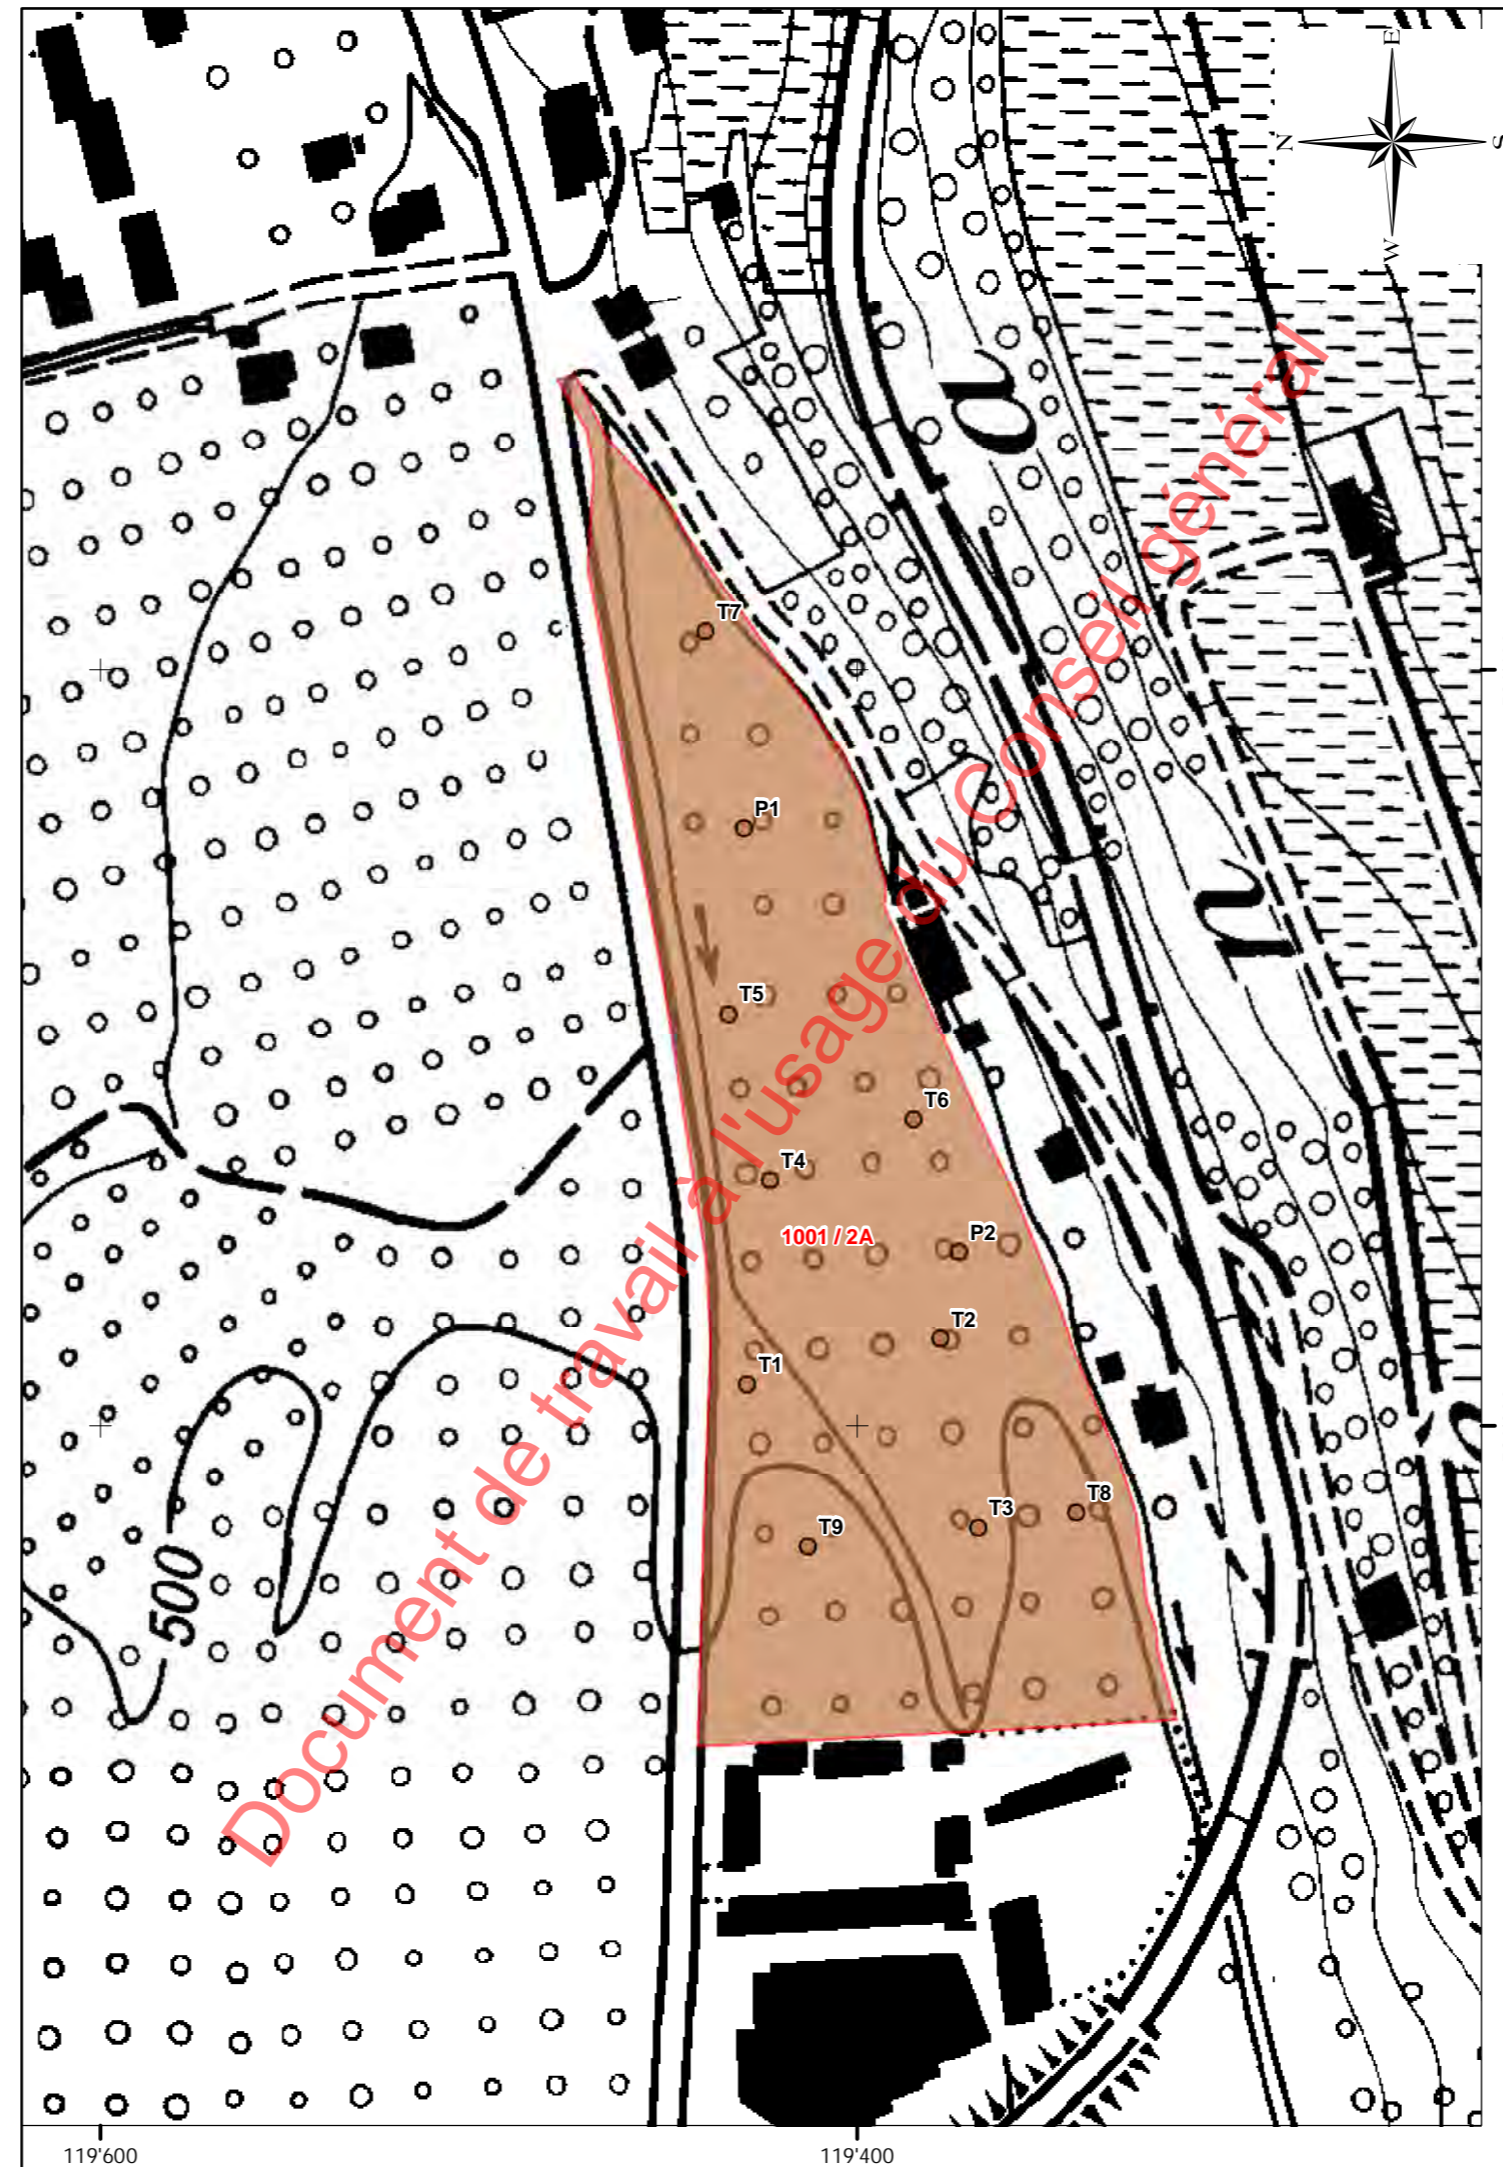 E
N
S
W
T7
P1
T5
T6
T4
1001 / 2A
P2
T2
T1
T8
T3
T9
500
Document de travail à l'usage du Conseil général
119'600
119'400